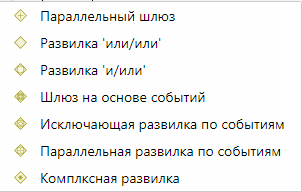 Параллельный шлюз
Развилка 'или/или'
Развилка 'и/или'
Шлюз на основе событий
Исключающая развилка по событиям
Параллельная развилка по событиям
Комплксная развилка